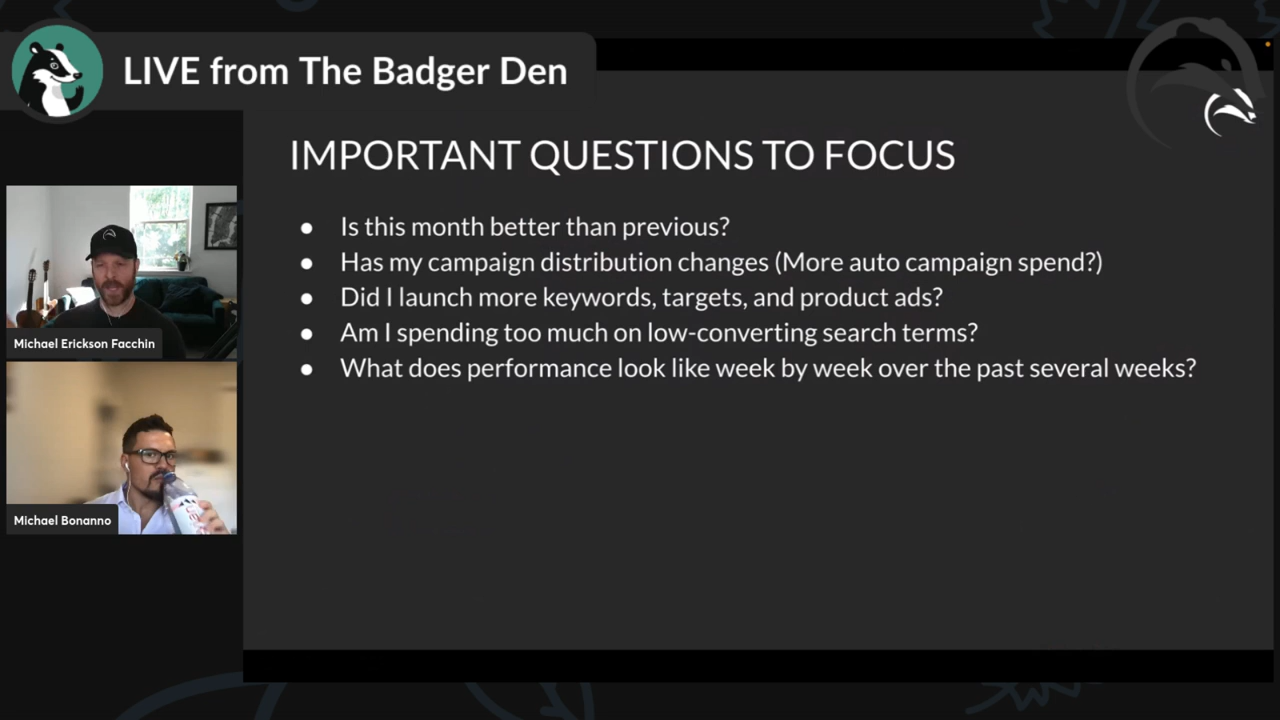 LIVE from The Badger Den
IMPORTANT QUESTIONS TO FOCUS
● Is this month better than previous?
● Has my campaign distribution changes (More auto campaign spend?)
● Did I launch more keywords, targets, and product ads?
● Am I spending too much on low-converting search terms?
● What does performance look like week by week over the past several weeks?
Michael Erickson Facchin
Michael Bonanno